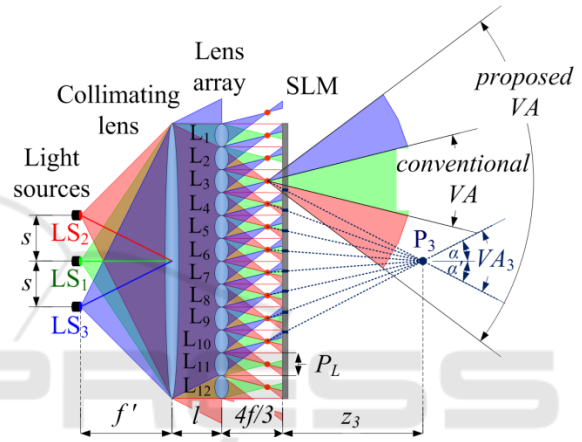 Lens
array
SLM
Collimating
lens
Light
sources
proposed
VA
conventional
VA
L1
L2
L3
L4
L5
L6
L7
L8
L9
L10
L11
L12
s
LS2
LS1
s
LS3
P3
α
α'
VA3
PL
f'
l
4f/3
z3
PRESS